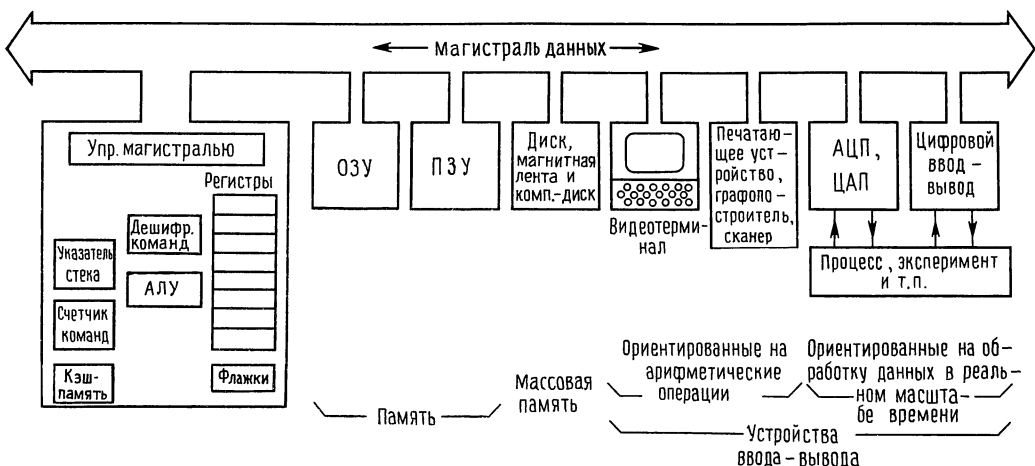 Магистраль данных
Упр. магистралью
Регистры
Дешифр.
команд
Указатель
стека
АЛУ
Счетчик
команд
Кэш-
память
Флажки
ОЗУ
ПЗУ
Диск,
магнитная
лента и
комп.-диск
Видеотерми-
нал
Печатаю-
щее уст-
ройство,
графопо-
строитель,
сканер
АЦП,
ЦАП
Цифровой
ввод -
вывод
Процесс, эксперимент
и т.п.
Память
Массовая
память
Ориентированные на
арифметические
операции
Ориентированные на об-
работку данных в реаль-
ном масшта-
бе времени
Устройства
ввода-вывода